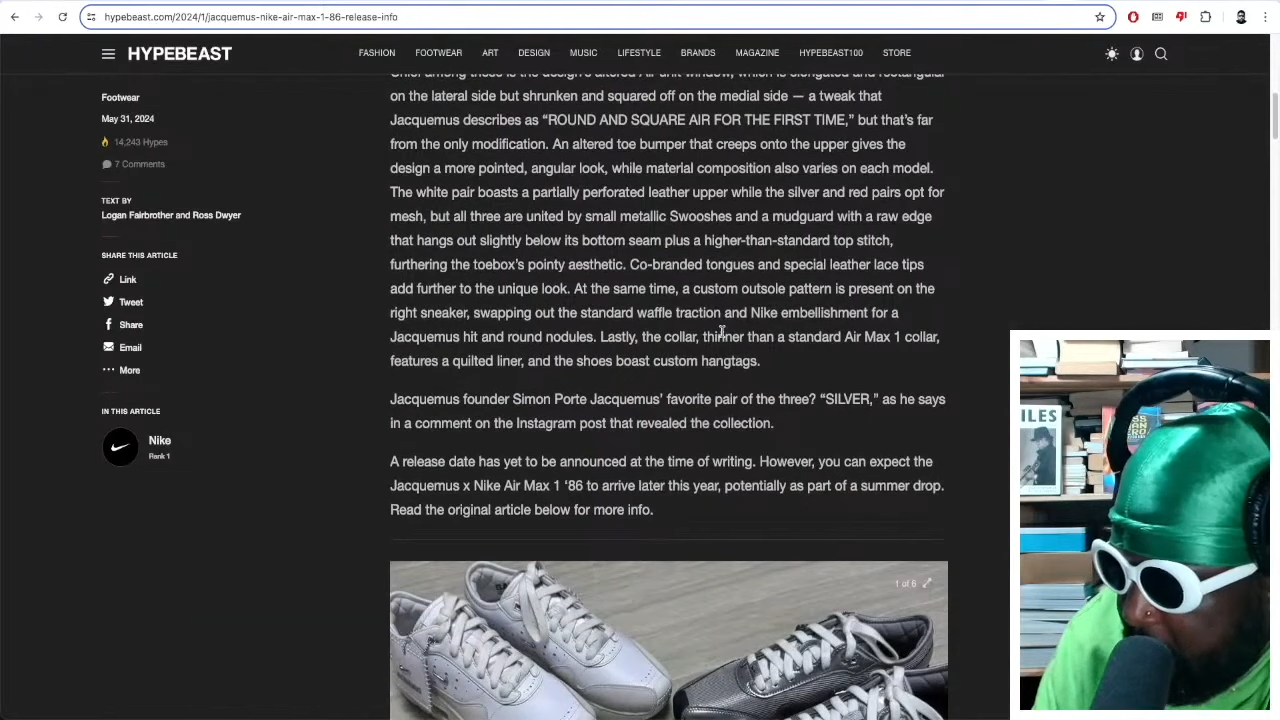 hypebeast.com/2024/1/jacquemus-nike-air-max-1-86-release-info
HYPEBEAST
FASHION FOOTWEAR ART DESIGN MUSIC LIFESTYLE BRANDS MAGAZINE HYPEBEAST100 STORE
Footwear
May 31, 2024
14,243 Hypes
7 Comments
TEXT BY
Logan Fairbrother and Ross Dwyer
SHARE THIS ARTICLE
Link
Tweet
Share
Email
More
IN THIS ARTICLE
Nike
Rank 1
Chief among these is the design's altered Air unit window, which is elongated and rectangular
on the lateral side but shrunken and squared off on the medial side — a tweak that
Jacquemus describes as “ROUND AND SQUARE AIR FOR THE FIRST TIME,” but that’s far
from the only modification. An altered toe bumper that creeps onto the upper gives the
design a more pointed, angular look, while material composition also varies on each model.
The white pair boasts a partially perforated leather upper while the silver and red pairs opt for
mesh, but all three are united by small metallic Swooshes and a mudguard with a raw edge
that hangs out slightly below its bottom seam plus a higher-than-standard top stitch,
furthering the toebox’s pointy aesthetic. Co-branded tongues and special leather lace tips
add further to the unique look. At the same time, a custom outsole pattern is present on the
right sneaker, swapping out the standard waffle traction and Nike embellishment for a
Jacquemus hit and round nodules. Lastly, the collar, thinner than a standard Air Max 1 collar,
features a quilted liner, and the shoes boast custom hangtags.
Jacquemus founder Simon Porte Jacquemus’ favorite pair of the three? “SILVER,” as he says
in a comment on the Instagram post that revealed the collection.
A release date has yet to be announced at the time of writing. However, you can expect the
Jacquemus x Nike Air Max 1 ‘86 to arrive later this year, potentially as part of a summer drop.
Read the original article below for more info.
1 of 6
ILES